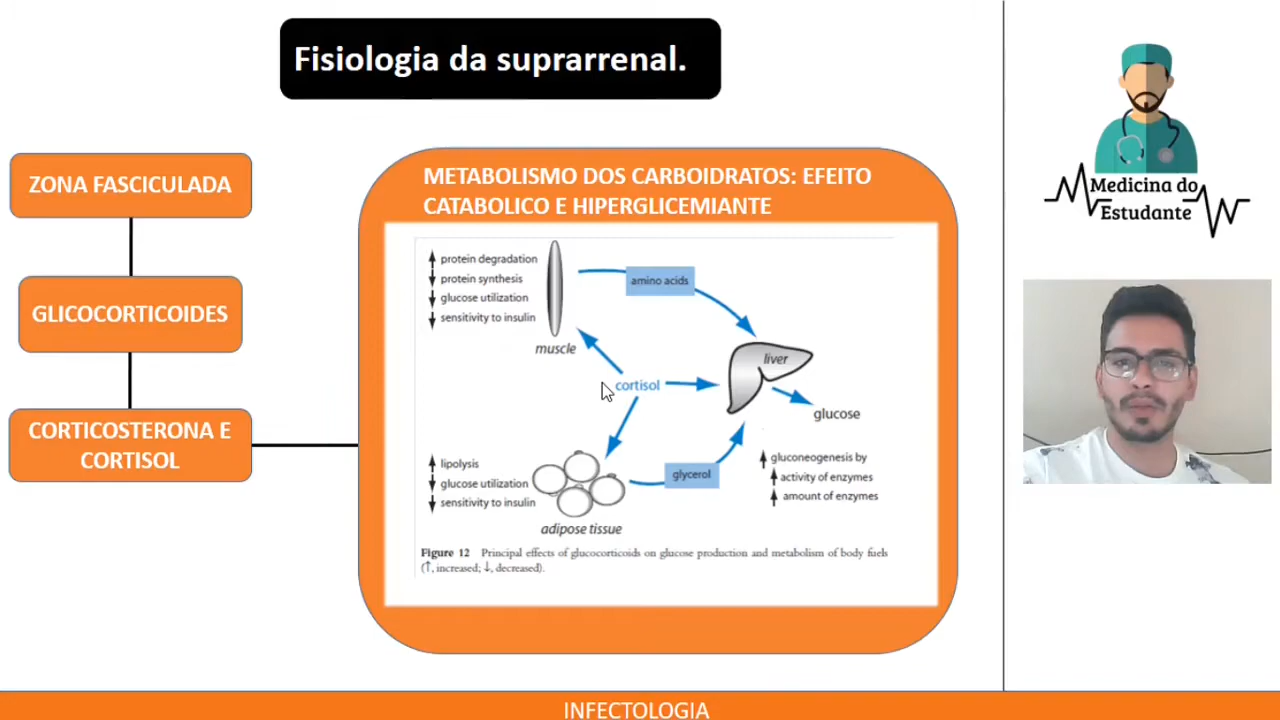 Fisiologia da suprarrenal.
ZONA FASCICULADA
GLICOCORTICOIDES
CORTICOSTERONA E
CORTISOL
METABOLISMO DOS CARBOIDRATOS: EFEITO
CATABOLICO E HIPERGLICEMIANTE
↑ protein degradation
↓ protein synthesis
↓ glucose utilization
↓ sensitivity to insulin
muscle
amino acids
liver
cortisol
glucose
↑ lipolysis
↓ glucose utilization
↓ sensitivity to insulin
adipose tissue
glycerol
↑ gluconeogenesis by
↑ activity of enzymes
↑ amount of enzymes
Figure 12 Principal effects of glucocorticoids on glucose production and metabolism of body fuels
(↑, increased; ↓, decreased).
Medicina do
Estudante
INFECTOLOGIA